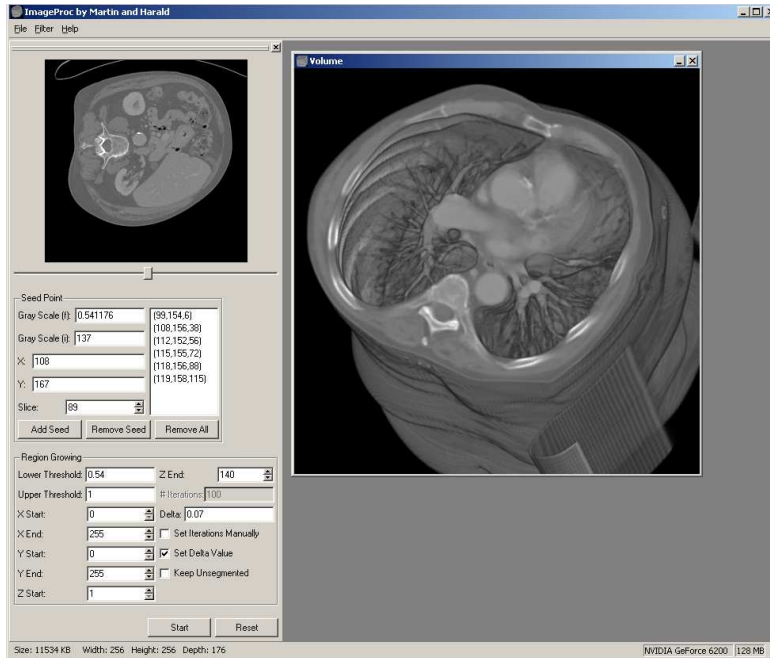 ImageProc by Martin and Harald
File Filter Help
Volume
Seed Point
Gray Scale (f): 0.541176
Gray Scale (i): 137
X: 108
Y: 167
Slice: 89
(99,154,6)
(108,156,38)
(112,152,56)
(115,155,72)
(118,156,88)
(119,158,115)
Add Seed Remove Seed Remove All
Region Growing
Lower Threshold: 0.54 Z End: 140
Upper Threshold: 1 # Iterations: 100
X Start: 0 Delta: 0.07
X End: 255 Set Iterations Manually
Y Start: 0 Set Delta Value
Y End: 255 Keep Unsegmented
Z Start: 1
Start Reset
Size: 11534 KB Width: 256 Height: 256 Depth: 176 NVIDIA GeForce 6200 128 MB